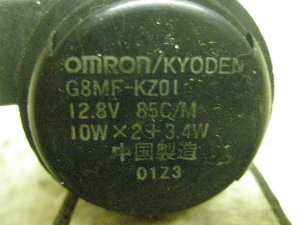 omron/KYODEN
G8MF-KZ01
12.8V 85C/M
10W×2+3.4W
中国製造
01Z3